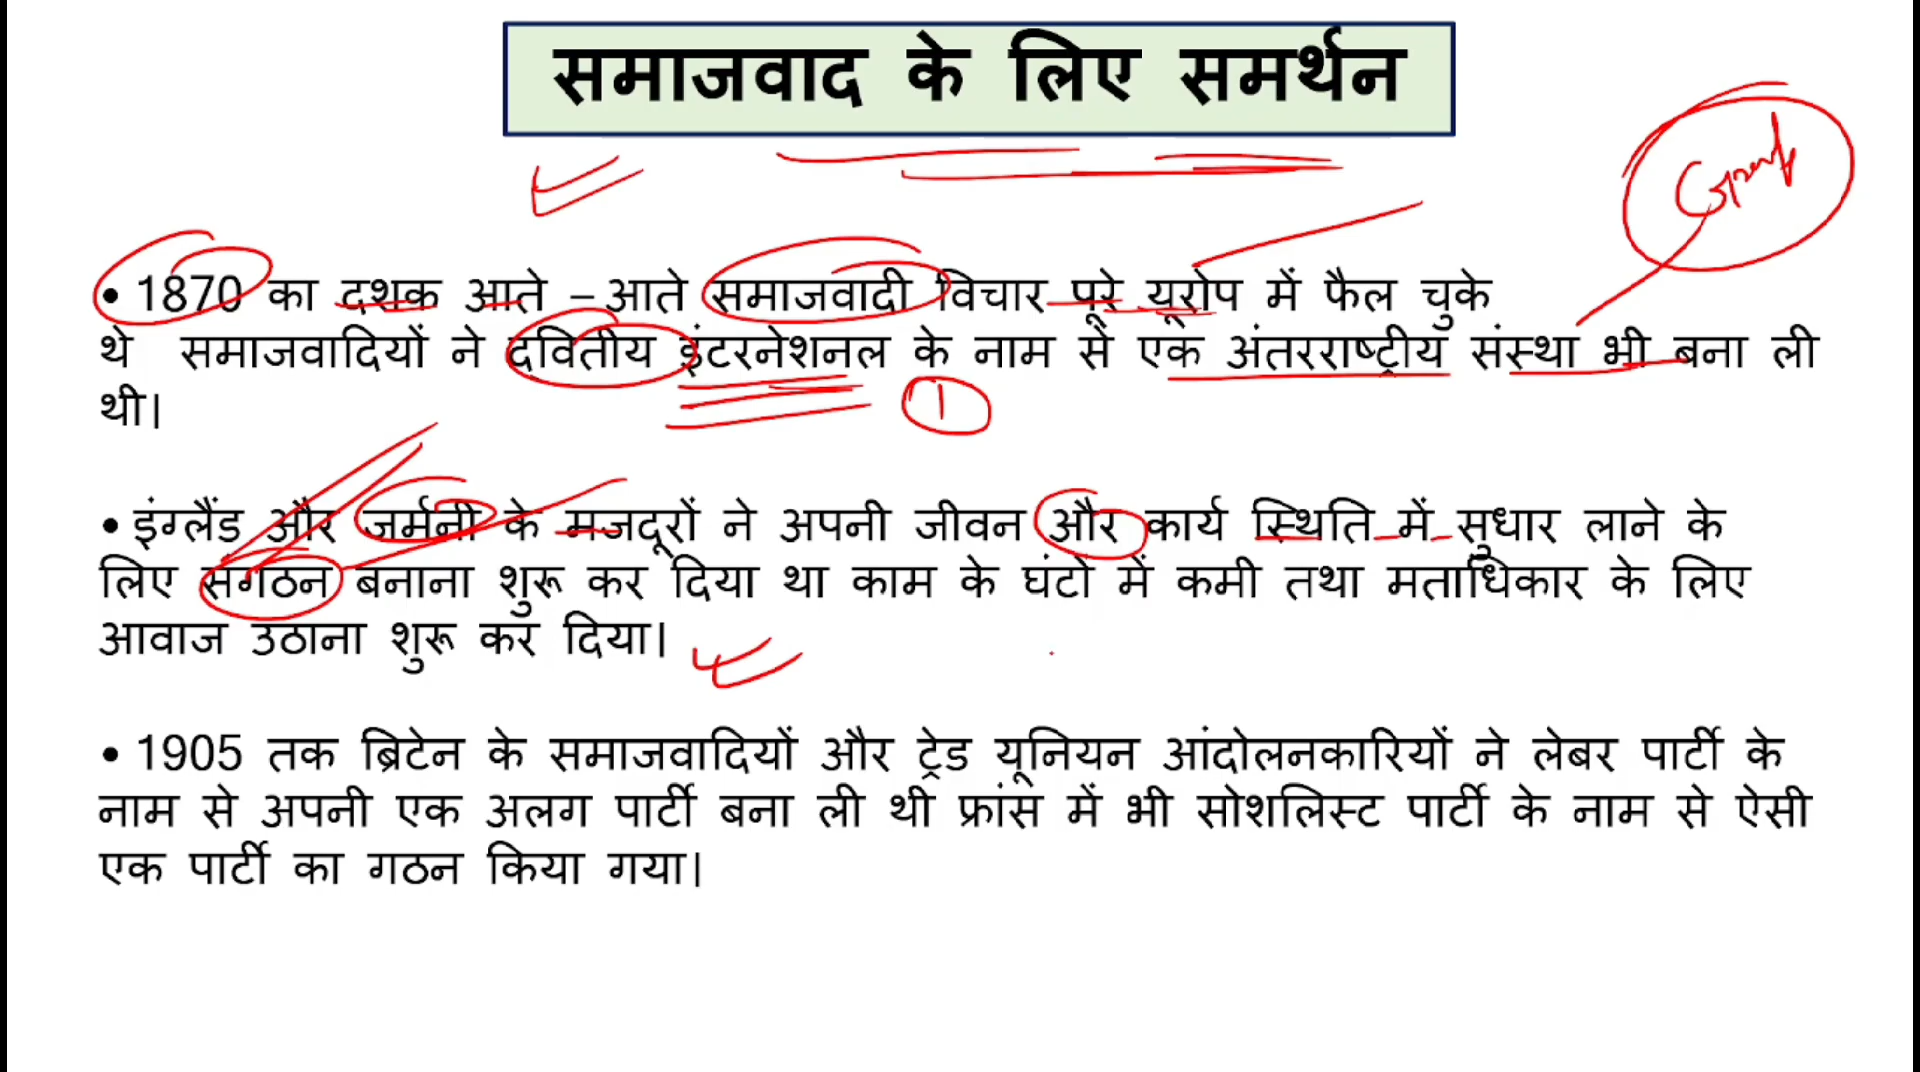 समाजवाद के लिए समर्थन
• 1870 का दशक आते – आते समाजवादी विचार पूरे यूरोप में फैल चुके
थे समाजवादियों ने दवितीय इंटरनेशनल के नाम से एक अंतरराष्ट्रीय संस्था भी बना ली
थी।
1
• इंग्लैंड और जर्मनी के मजदूरों ने अपनी जीवन और कार्य स्थिति में सुधार लाने के
लिए संगठन बनाना शुरू कर दिया था काम के घंटो में कमी तथा मताधिकार के लिए
आवाज उठाना शुरू कर दिया।
• 1905 तक ब्रिटेन के समाजवादियों और ट्रेड यूनियन आंदोलनकारियों ने लेबर पार्टी के
नाम से अपनी एक अलग पार्टी बना ली थी फ्रांस में भी सोशलिस्ट पार्टी के नाम से ऐसी
एक पार्टी का गठन किया गया।